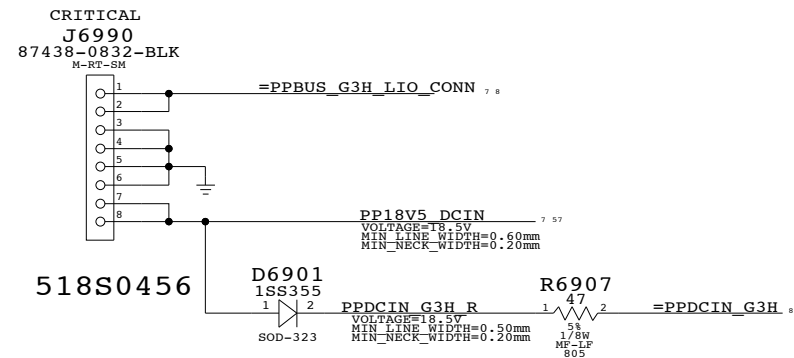 CRITICAL
J6990
87438-0832-BLK
M-RT-SM
1
=PPBUS_G3H_LIO_CONN 7 8
2
3
4
5
6
7
8
PP18V5_DCIN 7 57
VOLTAGE=18.5V
MIN_LINE_WIDTH=0.60mm
MIN_NECK_WIDTH=0.20mm
518S0456
D6901
1SS355
1 2
SOD-323
PPDCIN_G3H_R
VOLTAGE=18.5V
MIN_LINE_WIDTH=0.50mm
MIN_NECK_WIDTH=0.20mm
R6907
47
1 2
5%
1/8W
MF-LF
805
=PPDCIN_G3H 8